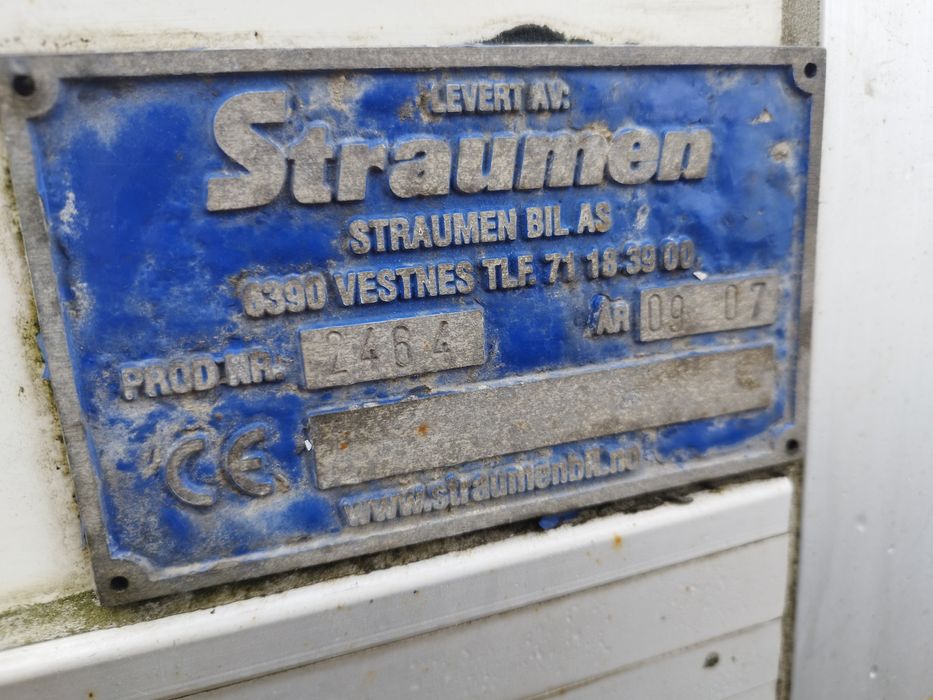 LEVERT AV:
Straumen
STRAUMEN BIL AS
6390 VESTNES TLF. 71 18 39 00
PROD NR. 2464 ÅR 09 07
CE
www.straumenbil.no